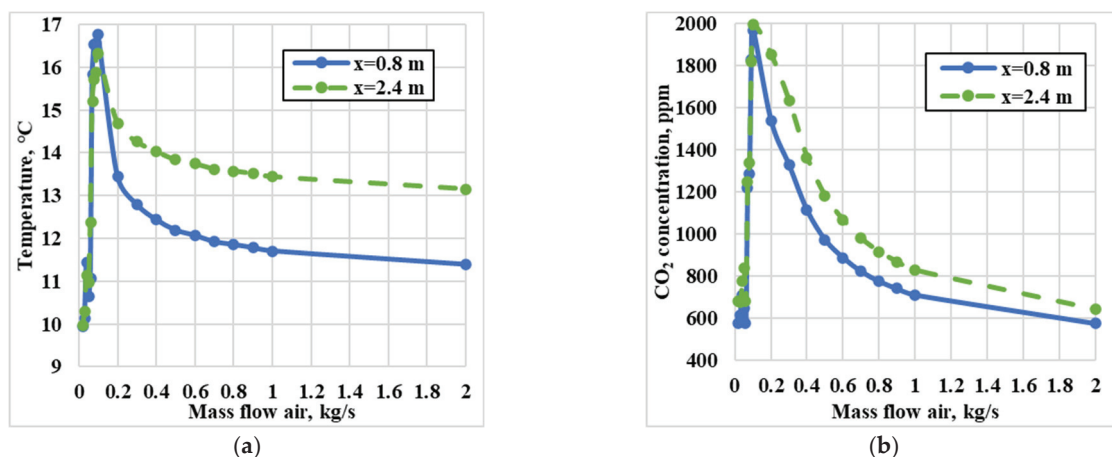 17
16
15
14
13
12
11
10
9
Temperature, °C
x=0.8 m
x=2.4 m
0 0.2 0.4 0.6 0.8 1 1.2 1.4 1.6 1.8 2
Mass flow air, kg/s
(a)
2000
1800
1600
1400
1200
1000
800
600
400
CO₂ concentration, ppm
x=0.8 m
x=2.4 m
0 0.2 0.4 0.6 0.8 1 1.2 1.4 1.6 1.8 2
Mass flow air, kg/s
(b)